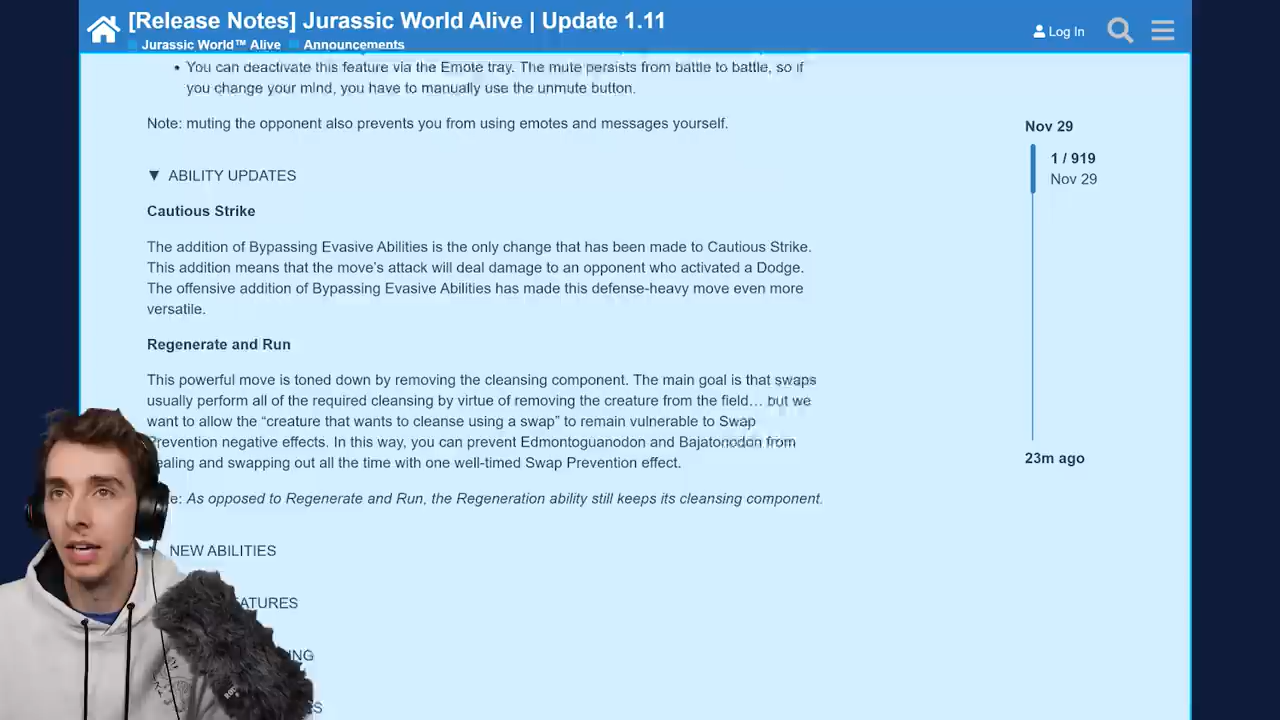 [Release Notes] Jurassic World Alive | Update 1.11
Jurassic World™ Alive Announcements
Log In
You can deactivate this feature via the Emote tray. The mute persists from battle to battle, so if
you change your mind, you have to manually use the unmute button.
Note: muting the opponent also prevents you from using emotes and messages yourself.
▼ ABILITY UPDATES
Cautious Strike
The addition of Bypassing Evasive Abilities is the only change that has been made to Cautious Strike.
This addition means that the move's attack will deal damage to an opponent who activated a Dodge.
The offensive addition of Bypassing Evasive Abilities has made this defense-heavy move even more
versatile.
Regenerate and Run
This powerful move is toned down by removing the cleansing component. The main goal is that swaps
usually perform all of the required cleansing by virtue of removing the creature from the field… but we
want to allow the “creature that wants to cleanse using a swap” to remain vulnerable to Swap
Prevention negative effects. In this way, you can prevent Edmontoguanodon and Bajatonodon from
ealing and swapping out all the time with one well-timed Swap Prevention effect.
e: As opposed to Regenerate and Run, the Regeneration ability still keeps its cleansing component.
NEW ABILITIES
ATURES
NG
S
Nov 29
1 / 919
Nov 29
23m ago